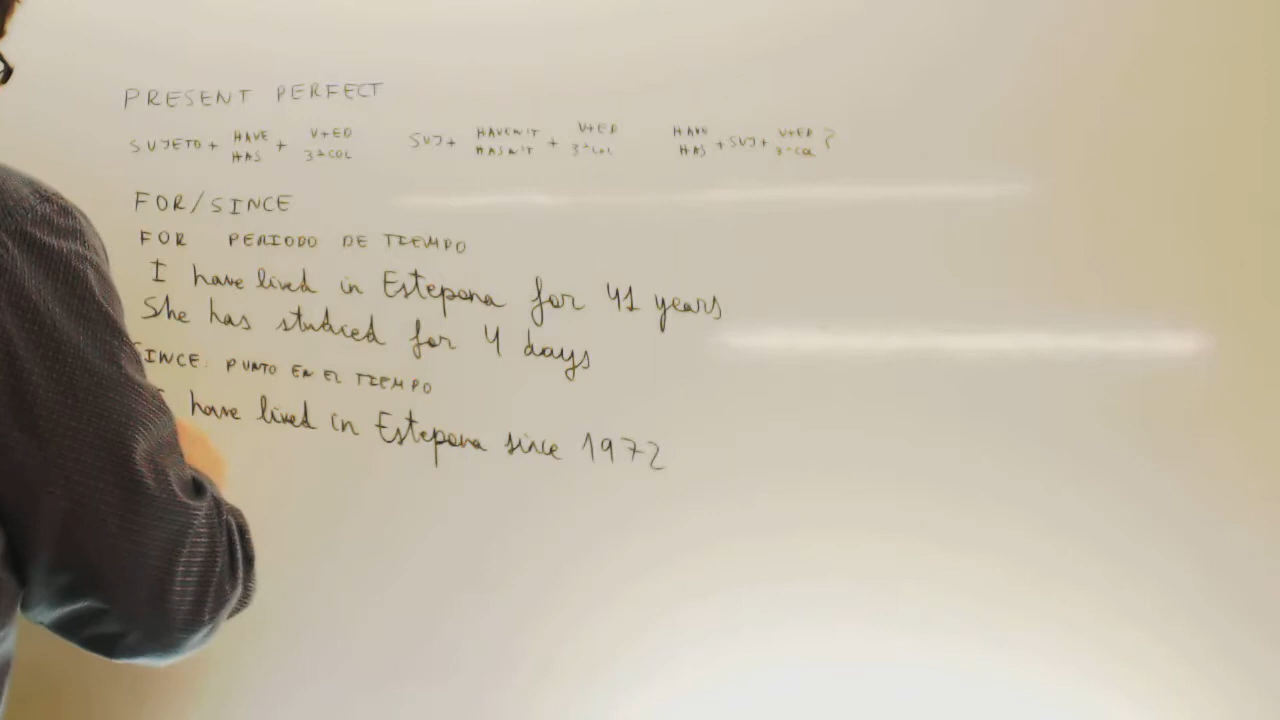 PRESENT PERFECT
SUJETO + HAVE HAS + V+ED 3ª COL SUJ + HAVEN'T HASN'T + V+ED 3ª COL HAVE HAS + SUJ + V+ED 3ª COL ?
FOR/SINCE
FOR PERIODO DE TIEMPO
I have lived in Estepona for 41 years
She has studied for 4 days
SINCE: PUNTO EN EL TIEMPO
have lived in Estepona since 1972